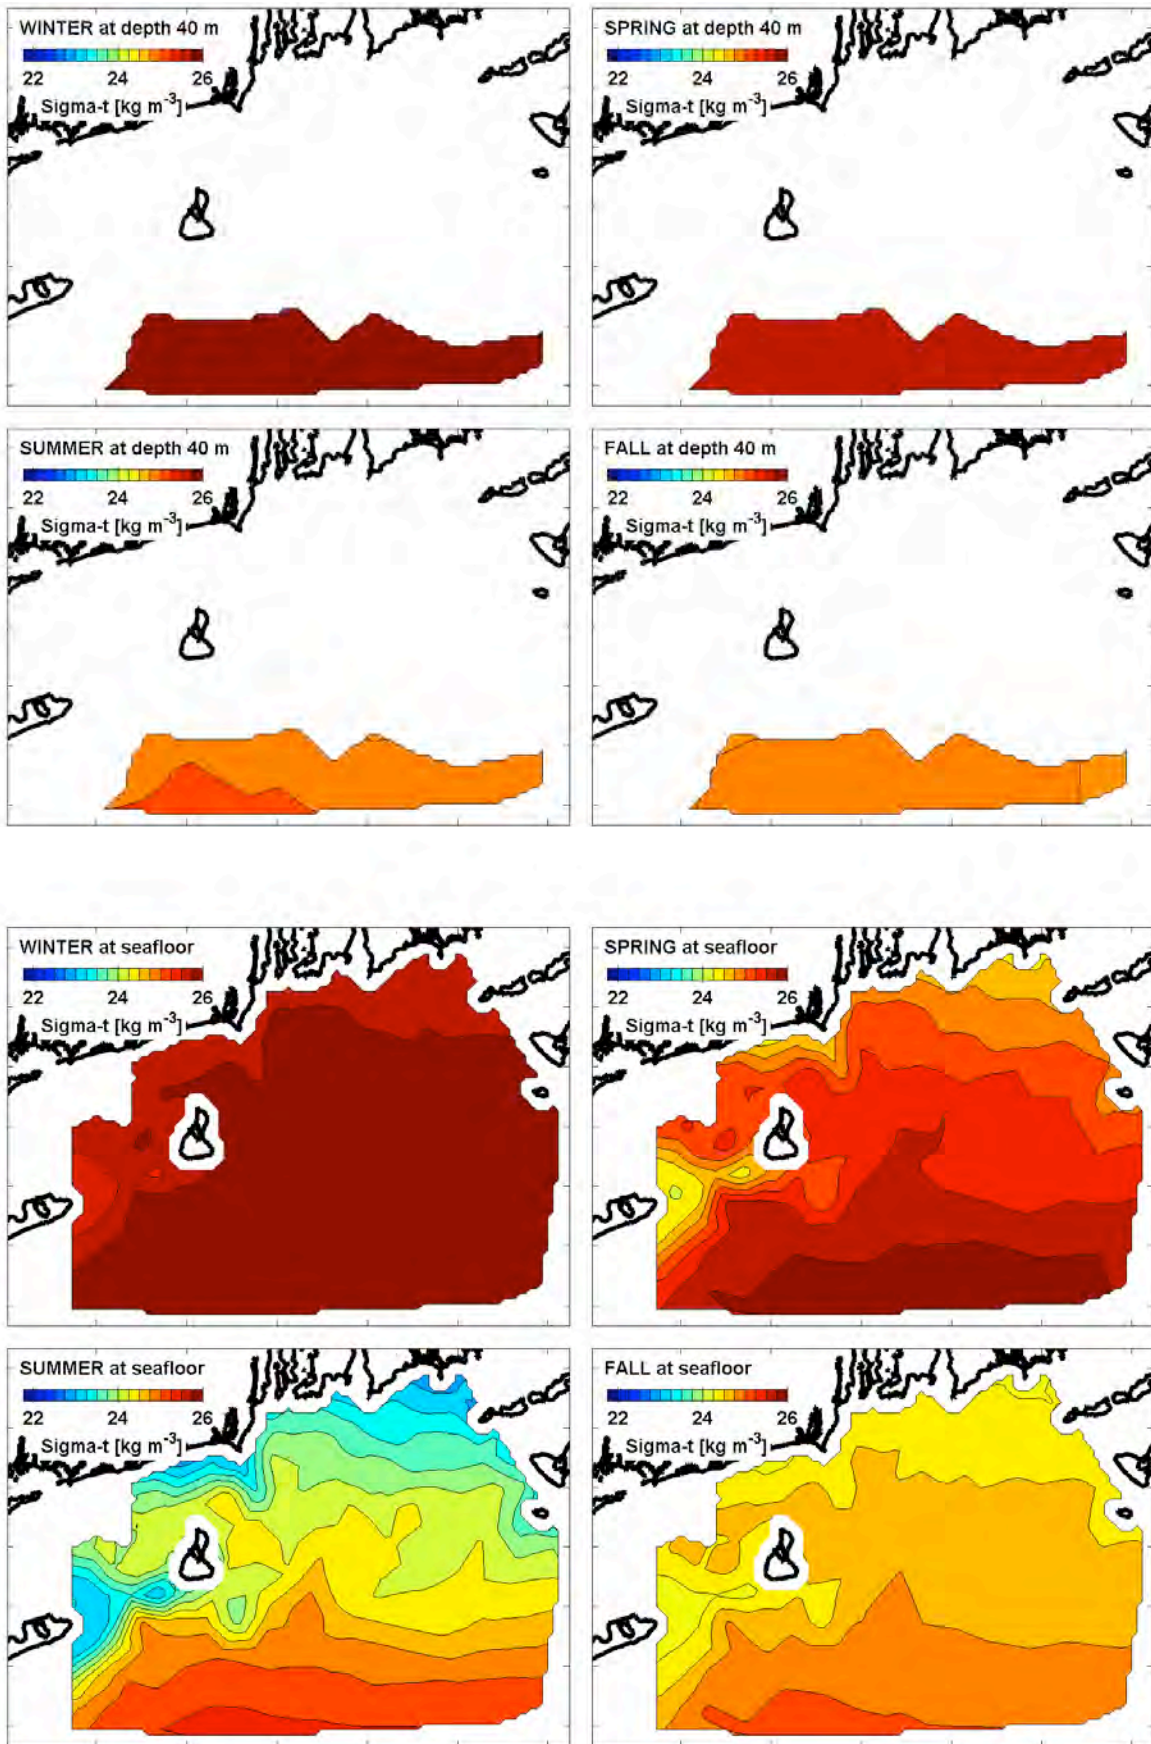 WINTER at depth 40 m
22 24 26
Sigma-t [kg m⁻³]
SPRING at depth 40 m
22 24 26
Sigma-t [kg m⁻³]
SUMMER at depth 40 m
22 24 26
Sigma-t [kg m⁻³]
FALL at depth 40 m
22 24 26
Sigma-t [kg m⁻³]
WINTER at seafloor
22 24 26
Sigma-t [kg m⁻³]
SPRING at seafloor
22 24 26
Sigma-t [kg m⁻³]
SUMMER at seafloor
22 24 26
Sigma-t [kg m⁻³]
FALL at seafloor
22 24 26
Sigma-t [kg m⁻³]